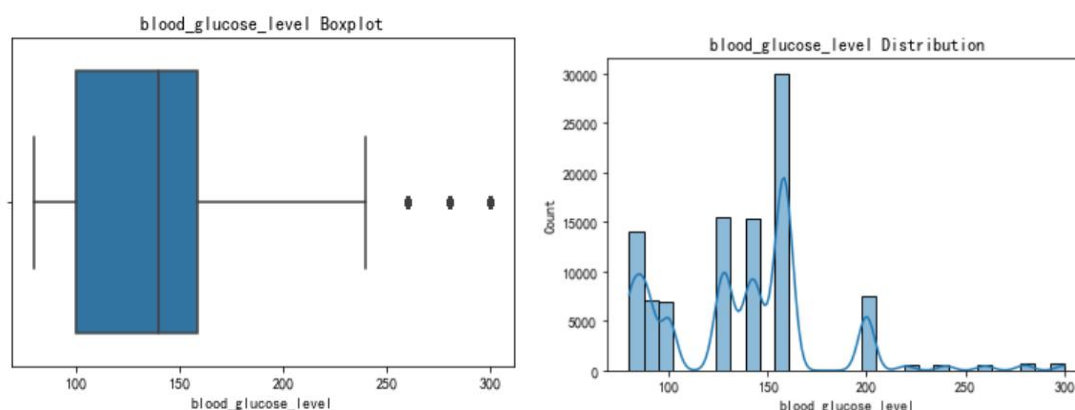 blood_glucose_level Boxplot
100 150 200 250 300
blood_glucose_level
blood_glucose_level Distribution
30000
25000
20000
15000
10000
5000
0
Count
100 150 200 250 300
blood_glucose_level